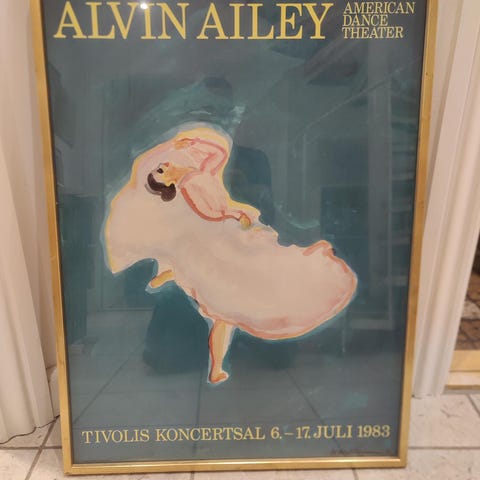 ALVIN AILEY
AMERICAN
DANCE
THEATER
TIVOLIS KONCERTSAL 6.–17. JULI 1983